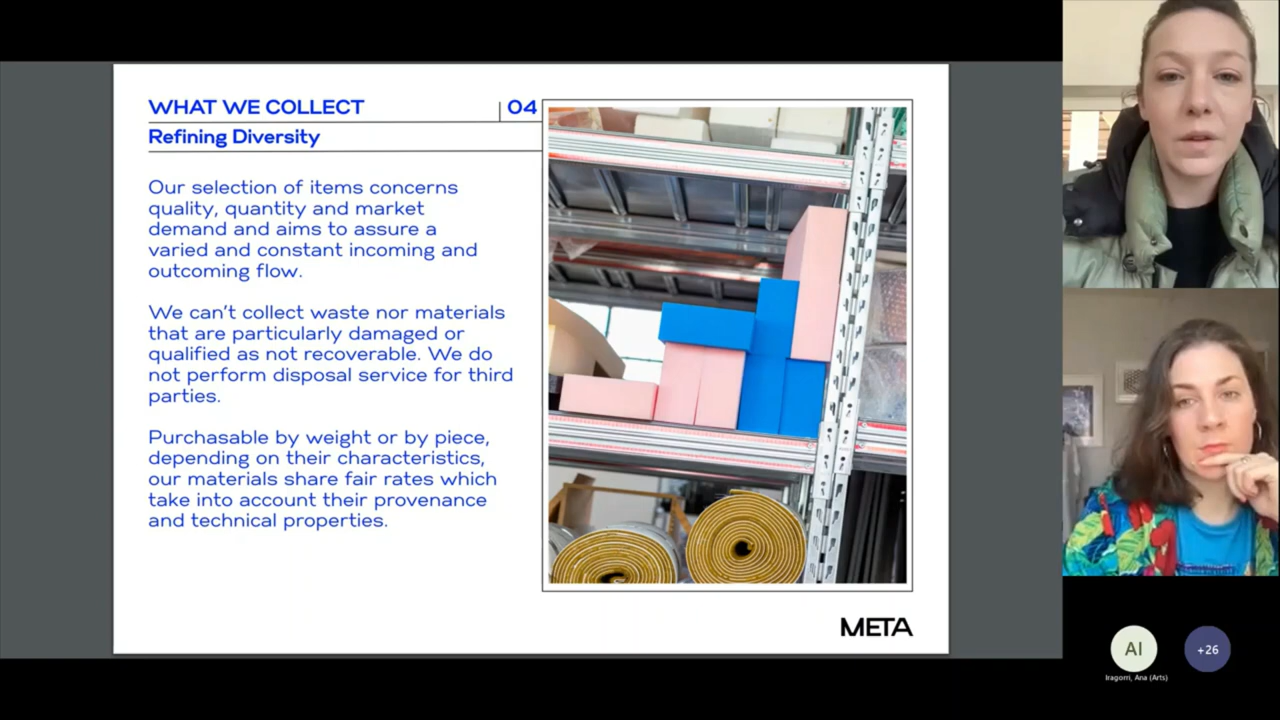 WHAT WE COLLECT
04
Refining Diversity
Our selection of items concerns
quality, quantity and market
demand and aims to assure a
varied and constant incoming and
outcoming flow.
We can't collect waste nor materials
that are particularly damaged or
qualified as not recoverable. We do
not perform disposal service for third
parties.
Purchasable by weight or by piece,
depending on their characteristics,
our materials share fair rates which
take into account their provenance
and technical properties.
META
AI
+26
Iragorri, Ana (Arts)